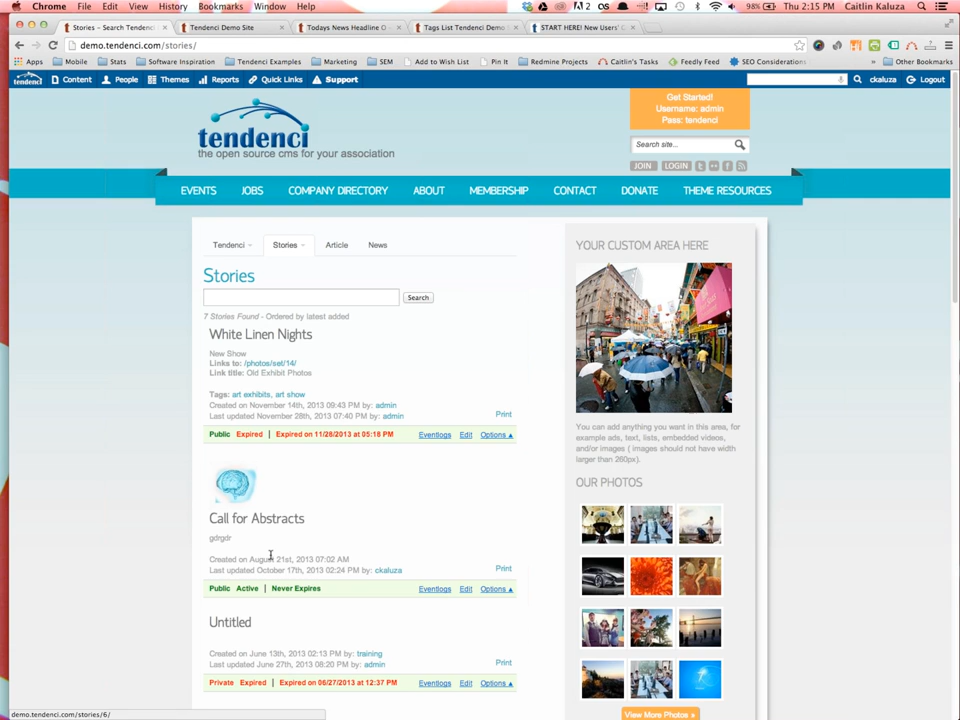 Chrome File Edit View History Bookmarks Window Help
2 98% Thu 2:15 PM Caitlin Kaluza
Stories - Search Tendenci
Tendenci Demo Site
Todays News Headline O
Tags List Tendenci Demo
START HERE! New Users' G
demo.tendenci.com/stories/
Apps Mobile Stats Software Inspiration Tendenci Examples Marketing SEM Add to Wish List Pin It Redmine Projects Caitlin's Tasks Feedly Feed SEO Considerations » Other Bookmarks
tendenci Content People Themes Reports Quick Links Support ckaluza Logout
Get Started!
Username: admin
Pass: tendenci
tendenci
the open source cms for your association
Search site...
JOIN LOGIN
EVENTS JOBS COMPANY DIRECTORY ABOUT MEMBERSHIP CONTACT DONATE THEME RESOURCES
Tendenci Stories Article News
Stories
Search
7 Stories Found - Ordered by latest added
White Linen Nights
New Show
Links to: /photos/set/14/
Link title: Old Exhibit Photos
Tags: art exhibits, art show
Created on November 14th, 2013 09:43 PM by: admin
Last updated November 28th, 2013 07:40 PM by: admin
Print
Public Expired | Expired on 11/28/2013 at 05:18 PM Eventlogs Edit Options ▲
Call for Abstracts
gdrgdr
Created on August 21st, 2013 07:02 AM
Last updated October 17th, 2013 02:24 PM by: ckaluza
Print
Public Active | Never Expires Eventlogs Edit Options ▲
Untitled
Created on June 13th, 2013 02:13 PM by: training
Last updated June 27th, 2013 08:20 PM by: admin
Print
Private Expired | Expired on 06/27/2013 at 12:37 PM Eventlogs Edit Options ▲
YOUR CUSTOM AREA HERE
You can add anything you want in this area, for
example ads, text, lists, embedded videos,
and/or images ( images should not have width
larger than 260px).
OUR PHOTOS
View More Photos »
demo.tendenci.com/stories/6/